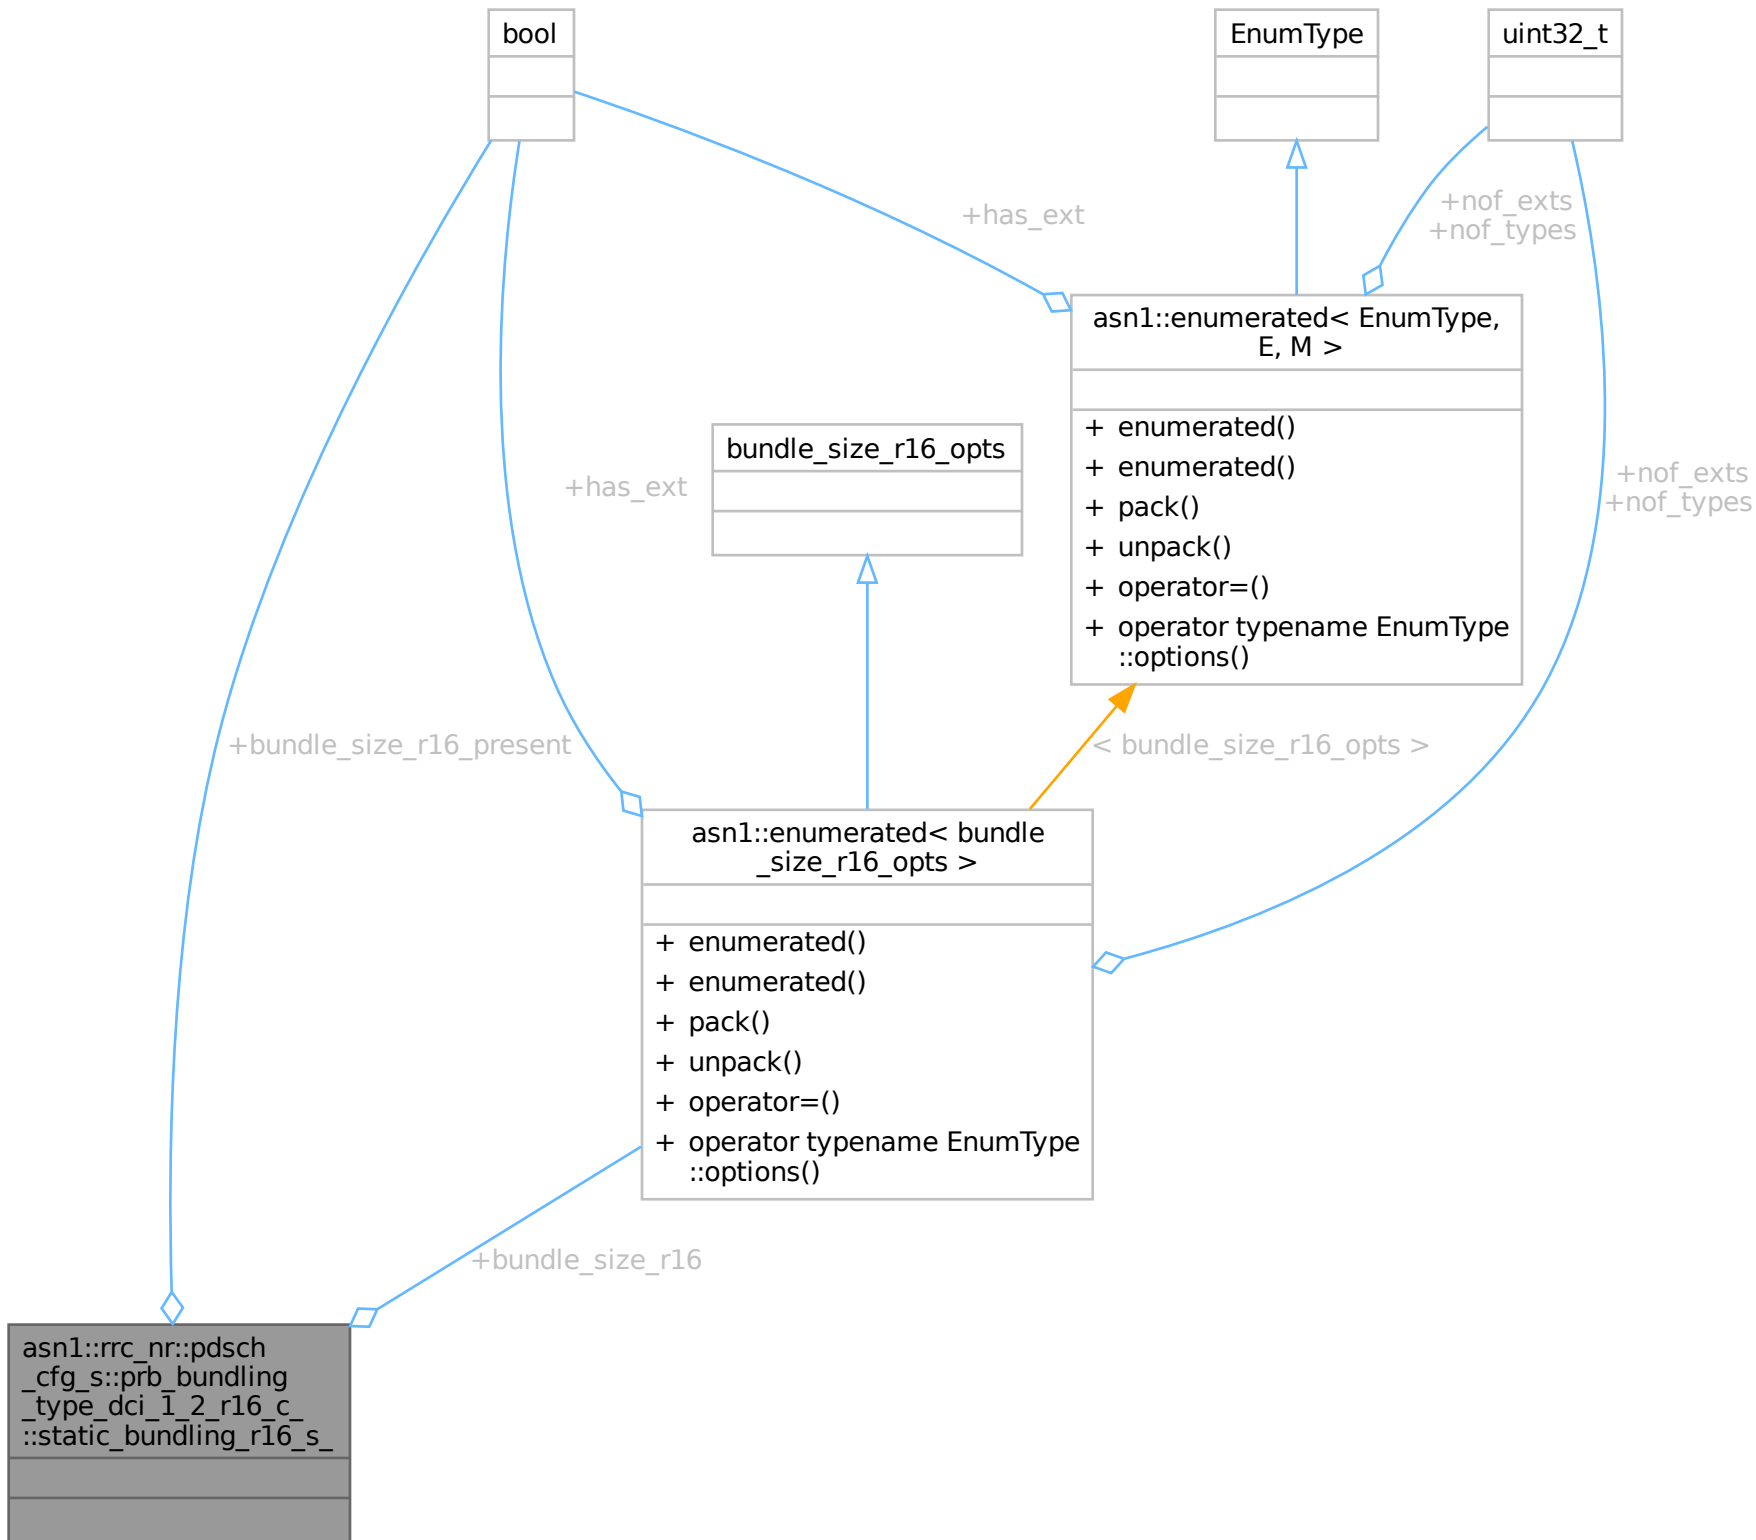 bool
EnumType
uint32_t
+has_ext
+nof_exts
+nof_types
asn1::enumerated< EnumType,
E, M >
+ enumerated()
+ enumerated()
+ pack()
+ unpack()
+ operator=()
+ operator typename EnumType
::options()
bundle_size_r16_opts
+has_ext
+nof_exts
+nof_types
+bundle_size_r16_present
< bundle_size_r16_opts >
asn1::enumerated< bundle
_size_r16_opts >
+ enumerated()
+ enumerated()
+ pack()
+ unpack()
+ operator=()
+ operator typename EnumType
::options()
+bundle_size_r16
asn1::rrc_nr::pdsch
_cfg_s::prb_bundling
_type_dci_1_2_r16_c_
::static_bundling_r16_s_